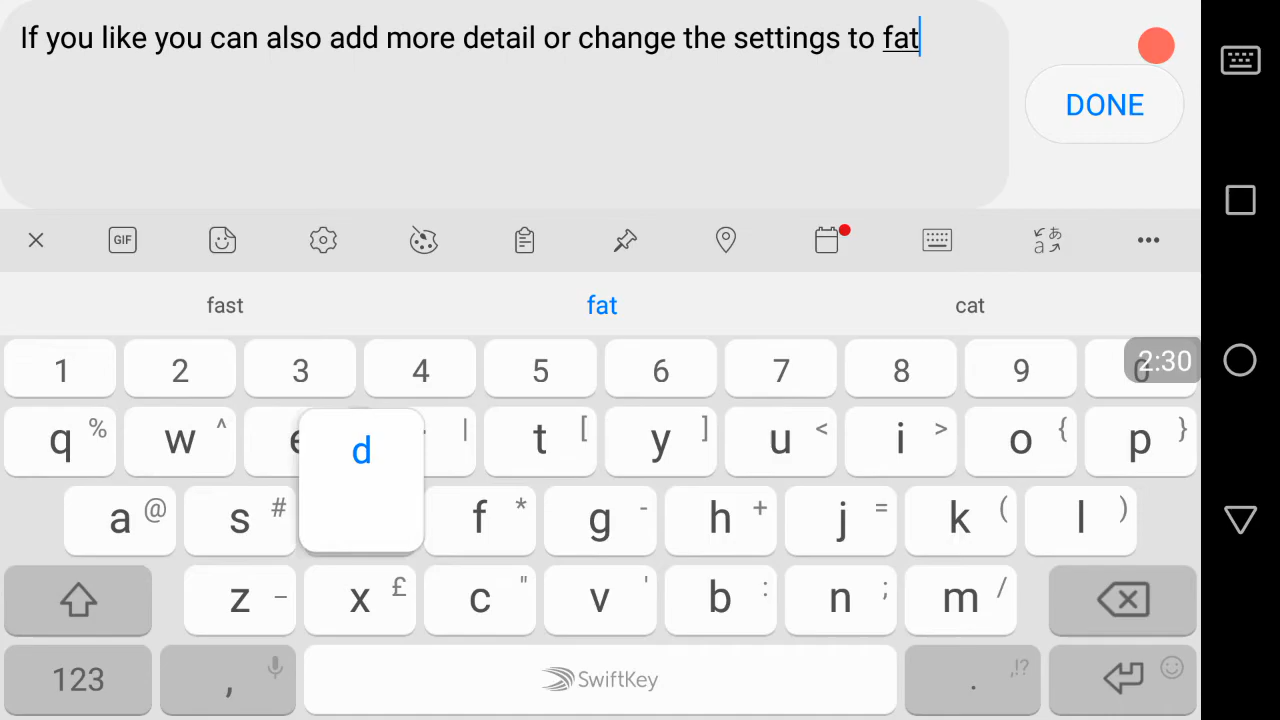 If you like you can also add more detail or change the settings to fat
DONE
GIF
fast fat cat
1 2 3 4 5 6 7 8 9 0
2:30
q % w ^ e | t [ y ] u < i > o { p }
d
a @ s # f * g - h + j = k ( l )
z _ x £ c " v ' b : n ; m /
123 , SwiftKey . ,!?